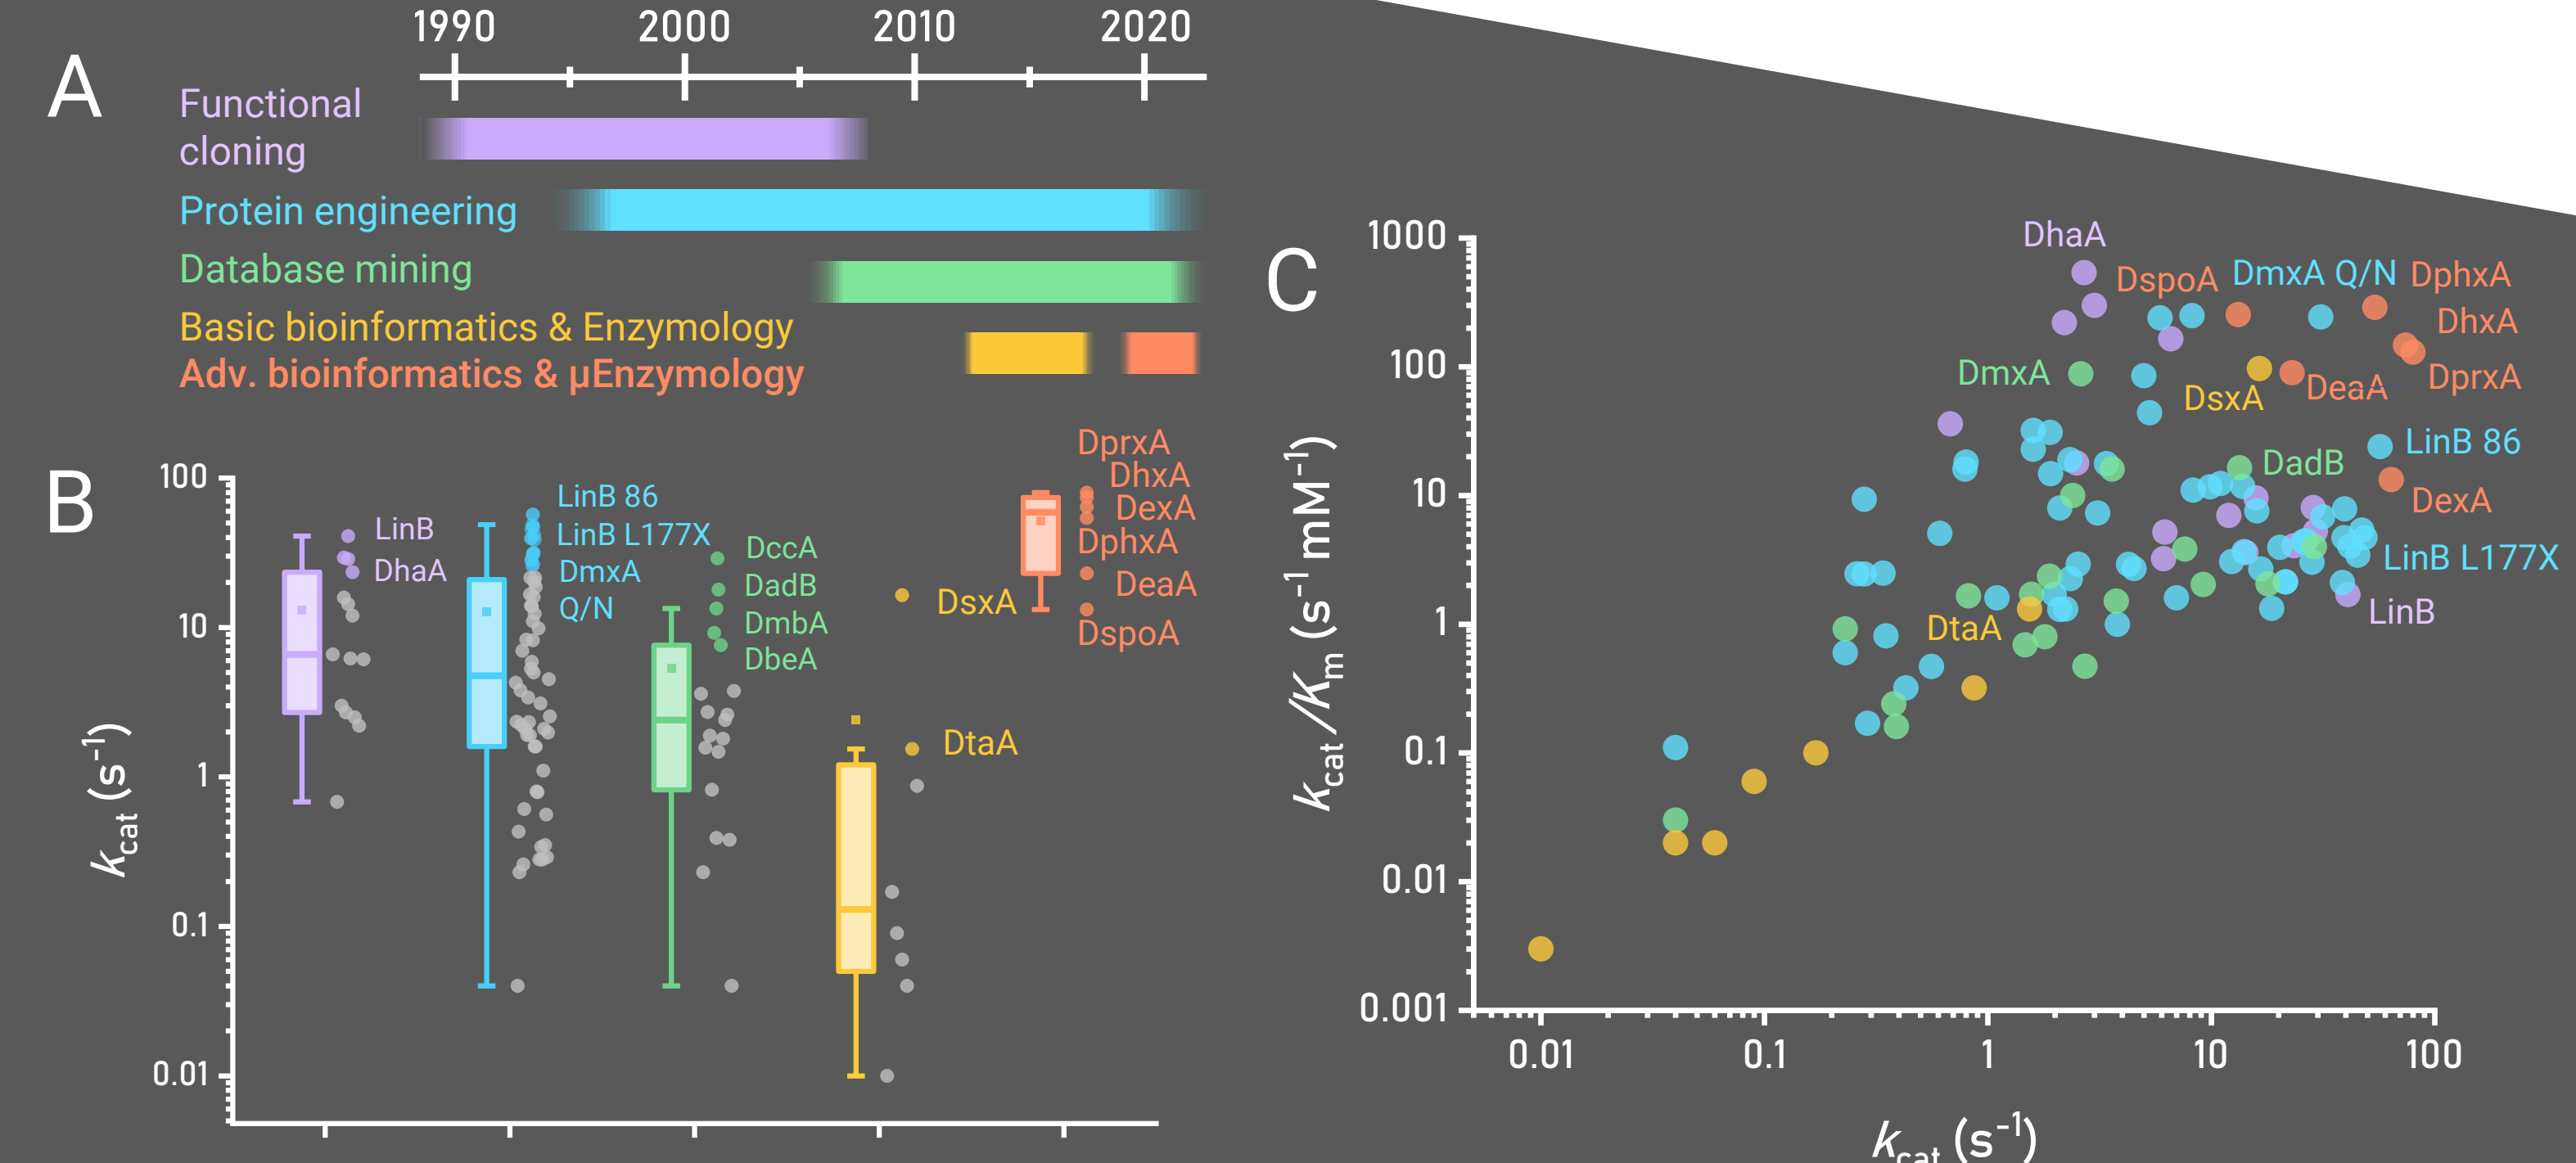 1990 2000 2010 2020
A
Functional
cloning
Protein engineering
Database mining
Basic bioinformatics & Enzymology
Adv. bioinformatics & µEnzymology
B
100
10
1
0.1
0.01
kcat (s⁻¹)
LinB
DhaA
LinB 86
LinB L177X
DmxA
Q/N
DccA
DadB
DmbA
DbeA
DsxA
DtaA
DprxA
DhxA
DexA
DphxA
DeaA
DspoA
C
1000
100
10
1
0.1
0.01
0.001
kcat/Km (s⁻¹ mM⁻¹)
DhaA
DspoA DmxA Q/N DphxA
DhxA
DmxA
DsxA DeaA DprxA
LinB 86
DadB
DexA
LinB L177X
LinB
DtaA
0.01 0.1 1 10 100
kcat (s⁻¹)